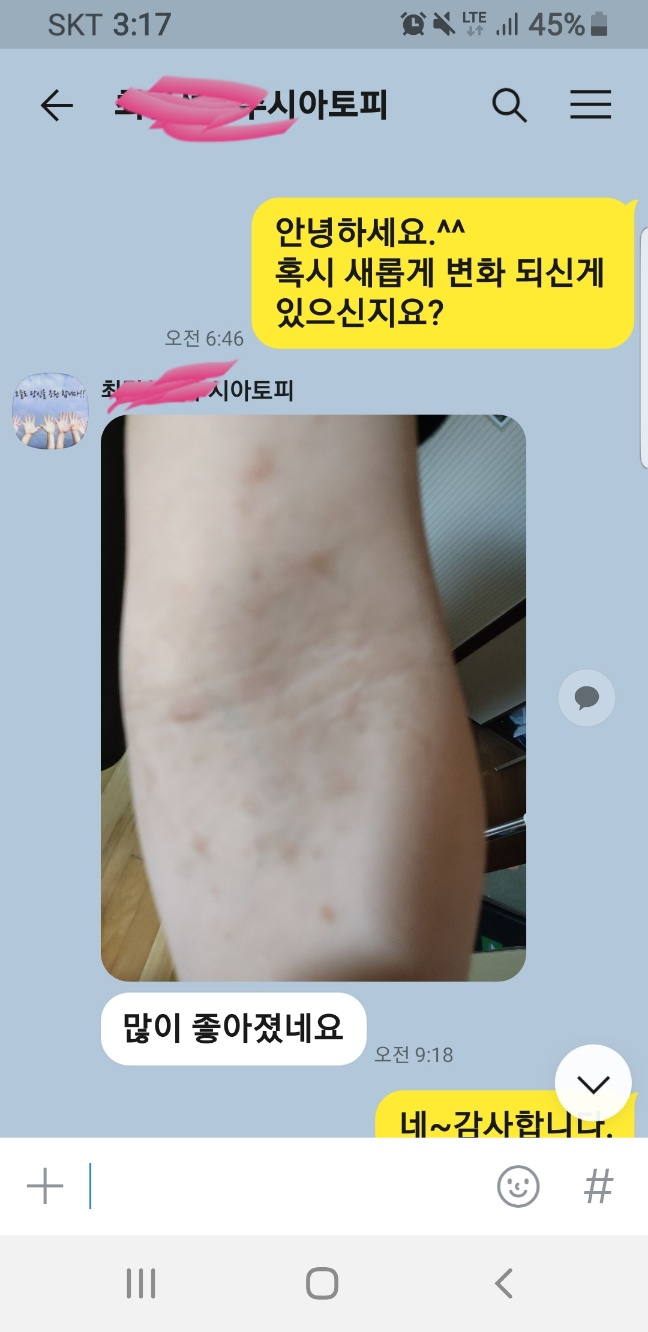 SKT 3:17 LTE 45%
시아토피
안녕하세요.^^
혹시 새롭게 변화 되신게
있으신지요?
오전 6:46
최 시아토피
많이 좋아졌네요
오전 9:18
네~감사합니다.
#